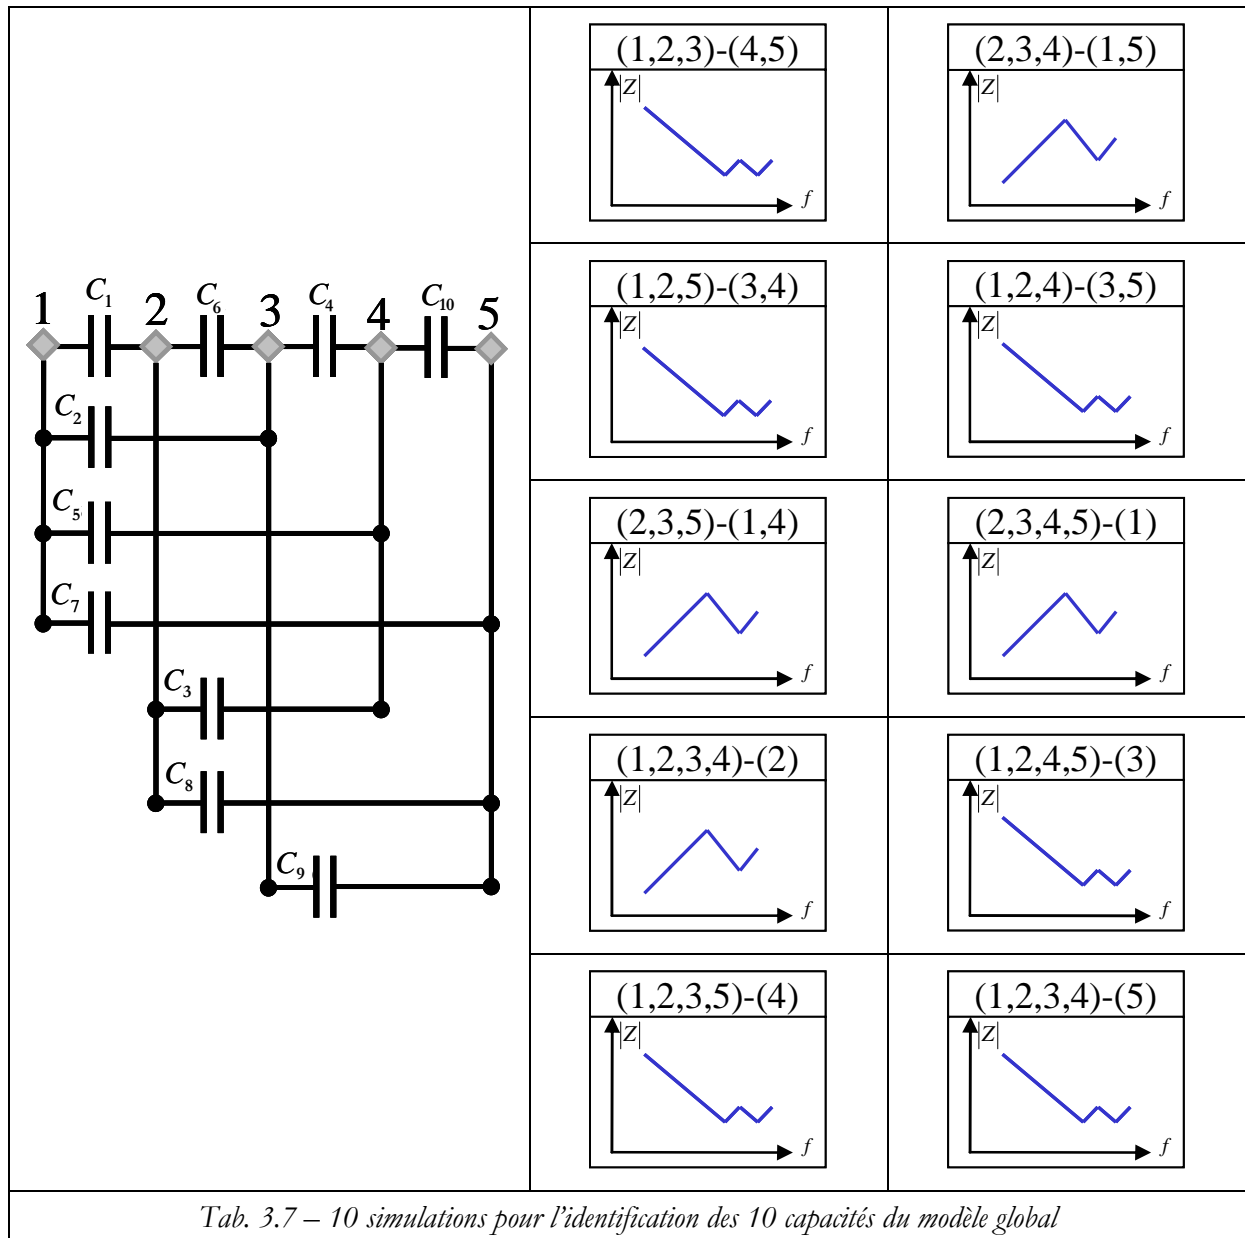 1 C1 2 C6 3 C4 4 C10 5
C2
C5
C7
C3
C8
C9
(1,2,3)-(4,5)
|Z|
f
(2,3,4)-(1,5)
|Z|
f
(1,2,5)-(3,4)
|Z|
f
(1,2,4)-(3,5)
|Z|
f
(2,3,5)-(1,4)
|Z|
f
(2,3,4,5)-(1)
|Z|
f
(1,2,3,4)-(2)
|Z|
f
(1,2,4,5)-(3)
|Z|
f
(1,2,3,5)-(4)
|Z|
f
(1,2,3,4)-(5)
|Z|
f
Tab. 3.7 – 10 simulations pour l'identification des 10 capacités du modèle global